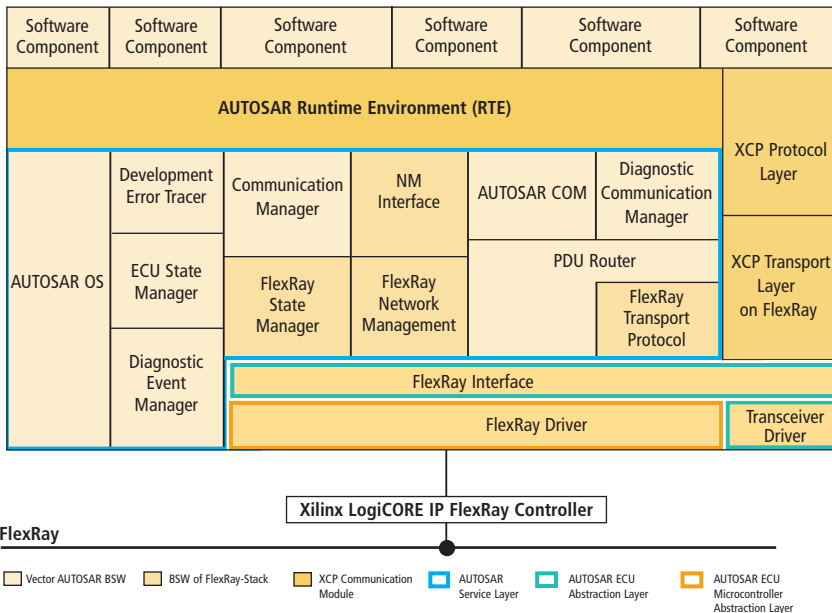 Software
Component
Software
Component
Software
Component
Software
Component
Software
Component
Software
Component
AUTOSAR Runtime Environment (RTE)
XCP Protocol
Layer
AUTOSAR OS
Development
Error Tracer
Communication
Manager
NM
Interface
AUTOSAR COM
Diagnostic
Communication
Manager
ECU State
Manager
PDU Router
FlexRay
State
Manager
FlexRay
Network
Management
FlexRay
Transport
Protocol
XCP Transport
Layer
on FlexRay
Diagnostic
Event
Manager
FlexRay Interface
FlexRay Driver
Transceiver
Driver
Xilinx LogiCORE IP FlexRay Controller
FlexRay
Vector AUTOSAR BSW
BSW of FlexRay-Stack
XCP Communication
Module
AUTOSAR
Service Layer
AUTOSAR ECU
Abstraction Layer
AUTOSAR ECU
Microcontroller
Abstraction Layer